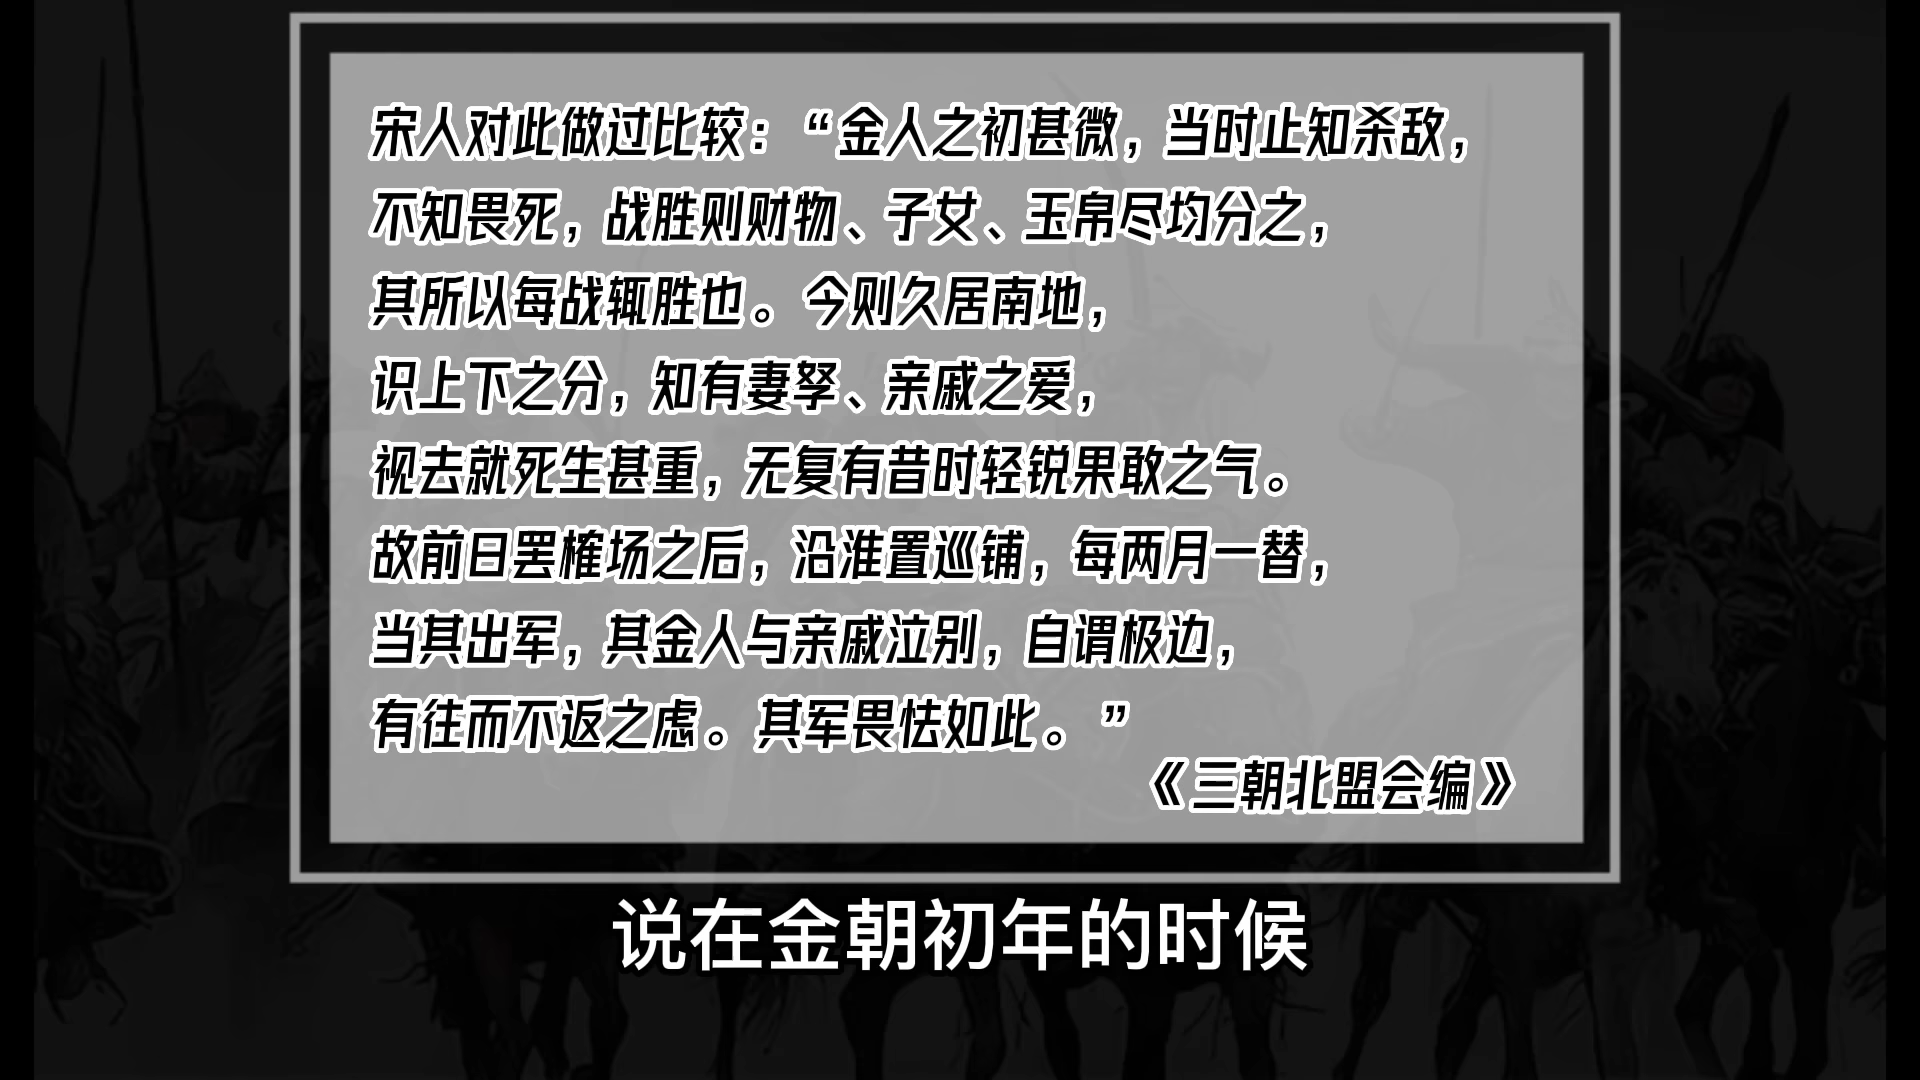 宋人对此做过比较：“金人之初甚微，当时止知杀敌，
不知畏死，战胜则财物、子女、玉帛尽均分之，
其所以每战辄胜也。今则久居南地，
识上下之分，知有妻孥、亲戚之爱，
视去就死生甚重，无复有昔时轻锐果敢之气。
故前日罢榷场之后，沿淮置巡铺，每两月一替，
当其出军，其金人与亲戚泣别，自谓极边，
有往而不返之虑。其军畏怯如此。”
《三朝北盟会编》
说在金朝初年的时候